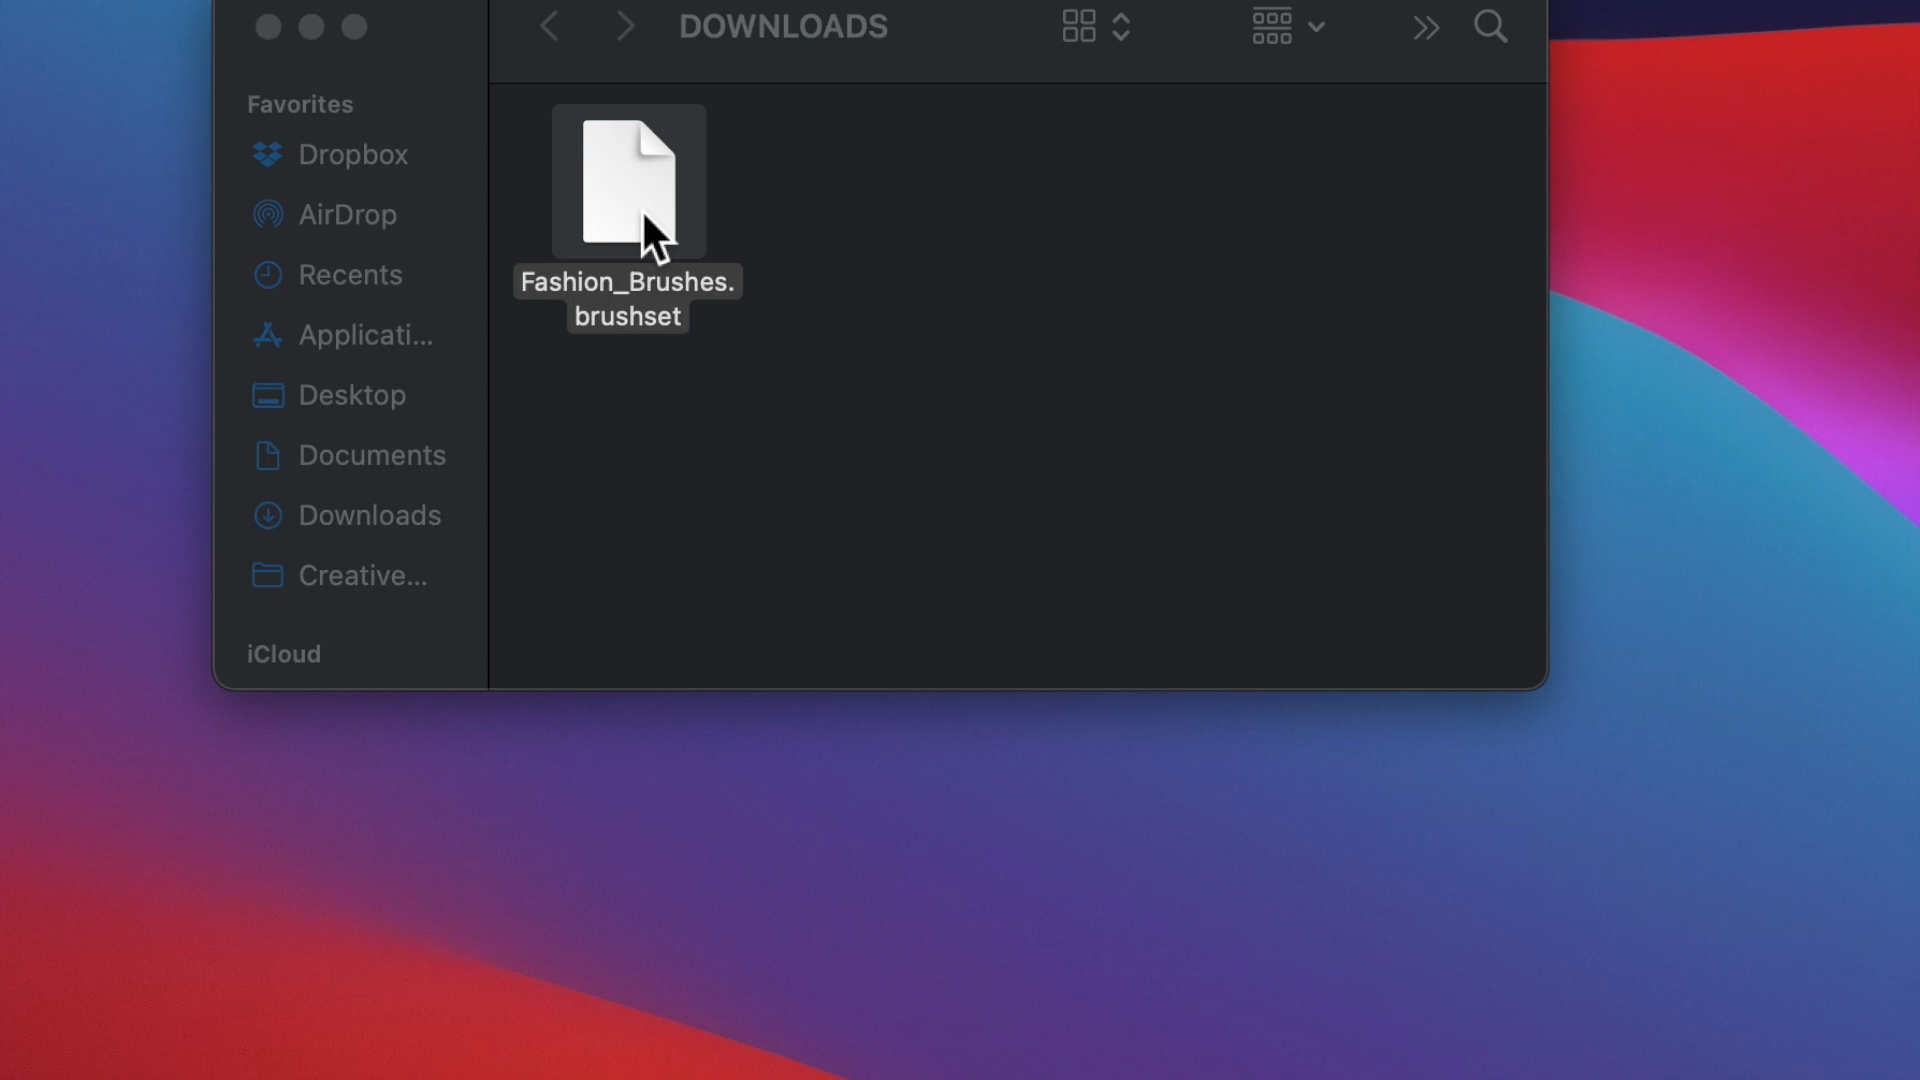 DOWNLOADS
Favorites
Dropbox
AirDrop
Recents
Applicati...
Desktop
Documents
Downloads
Creative...
iCloud
Fashion_Brushes.
brushset